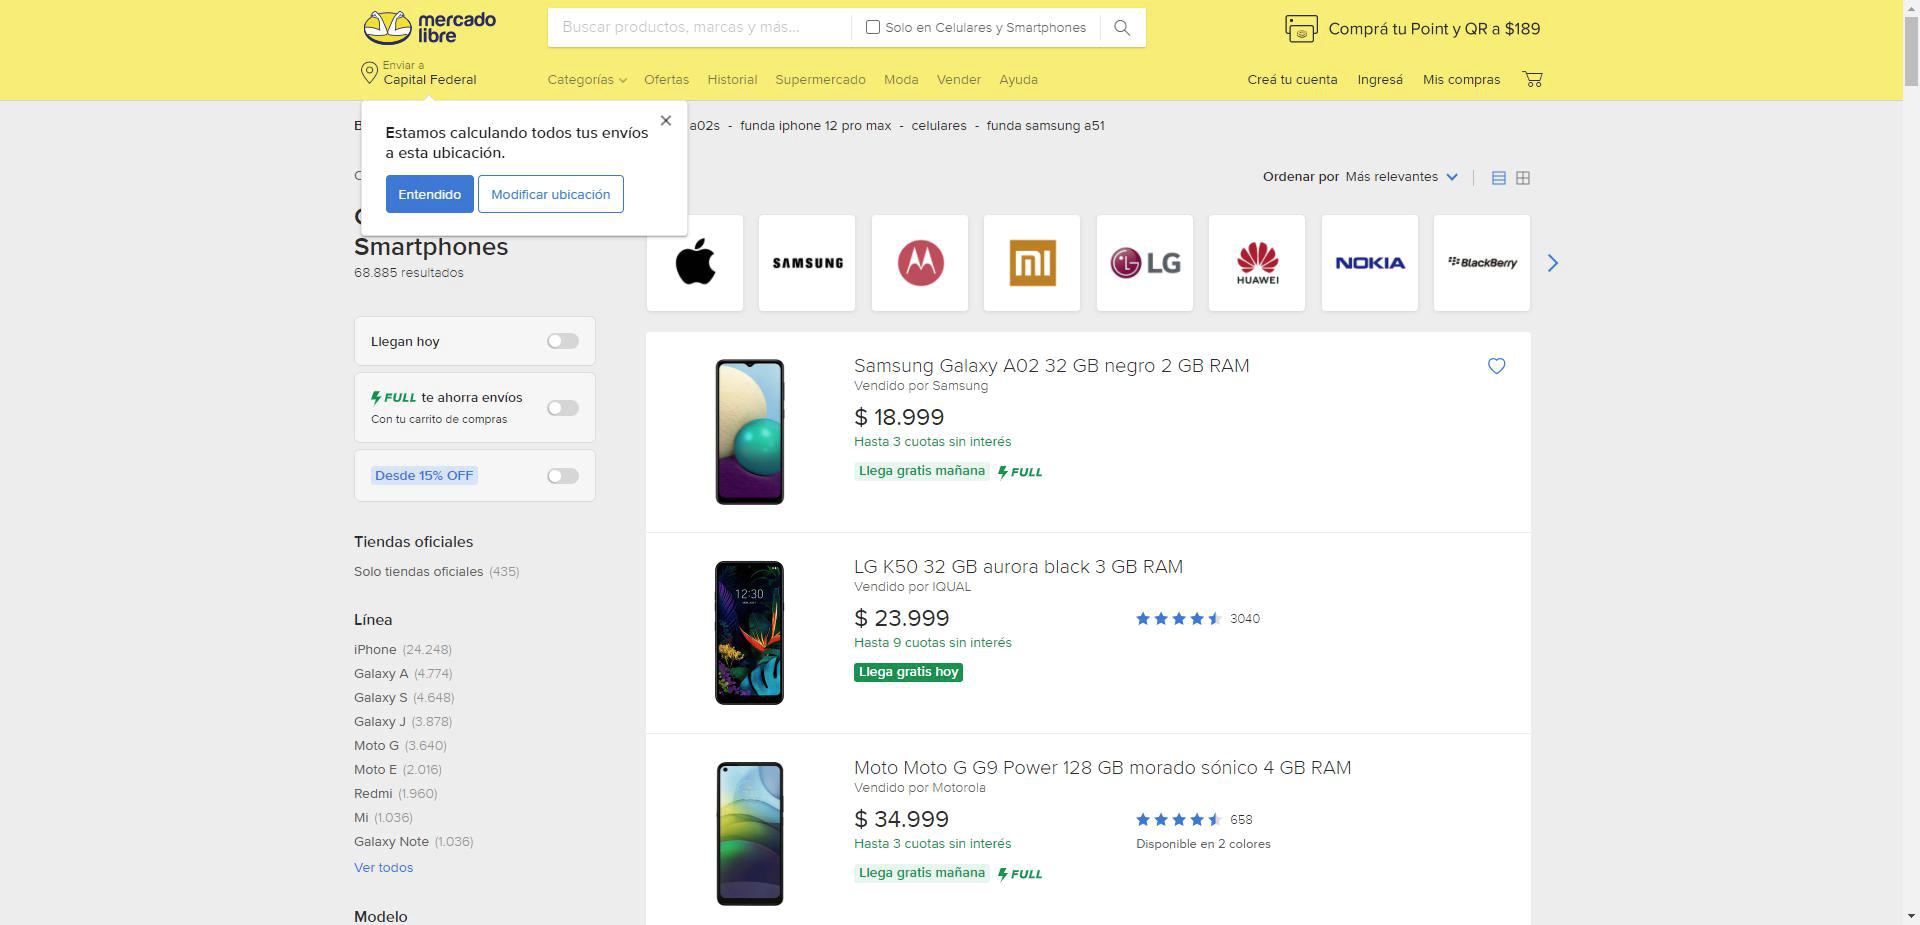 mercado libre
Buscar productos, marcas y más...
Solo en Celulares y Smartphones
Comprá tu Point y QR a $189
Enviar a
Capital Federal
Categorías
Ofertas
Historial
Supermercado
Moda
Vender
Ayuda
Creá tu cuenta
Ingresá
Mis compras
a02s - funda iphone 12 pro max - celulares - funda samsung a51
Estamos calculando todos tus envíos
a esta ubicación.
Entendido
Modificar ubicación
Ordenar por Más relevantes
Smartphones
68.885 resultados
SAMSUNG
mi
LG
HUAWEI
NOKIA
BlackBerry
Llegan hoy
FULL te ahorra envíos
Con tu carrito de compras
Desde 15% OFF
Tiendas oficiales
Solo tiendas oficiales (435)
Línea
iPhone (24.248)
Galaxy A (4.774)
Galaxy S (4.648)
Galaxy J (3.878)
Moto G (3.640)
Moto E (2.016)
Redmi (1.960)
Mi (1.036)
Galaxy Note (1.036)
Ver todos
Modelo
Samsung Galaxy A02 32 GB negro 2 GB RAM
Vendido por Samsung
$ 18.999
Hasta 3 cuotas sin interés
Llega gratis mañana FULL
12:30
LG K50 32 GB aurora black 3 GB RAM
Vendido por IQUAL
$ 23.999
3040
Hasta 9 cuotas sin interés
Llega gratis hoy
Moto Moto G G9 Power 128 GB morado sónico 4 GB RAM
Vendido por Motorola
$ 34.999
658
Hasta 3 cuotas sin interés
Disponible en 2 colores
Llega gratis mañana FULL